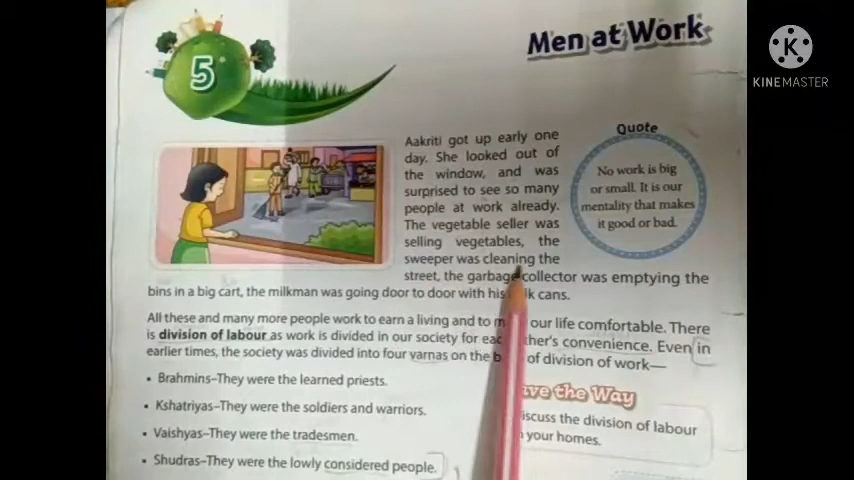 5
Men at Work
K
KINEMASTER
Aakriti got up early one
day. She looked out of
the window, and was
surprised to see so many
people at work already.
The vegetable seller was
selling vegetables, the
sweeper was cleaning the
street, the garbage collector was emptying the
bins in a big cart, the milkman was going door to door with his cans.
Quote
No work is big
or small. It is our
mentality that makes
it good or bad.
All these and many more people work to earn a living and to our life comfortable. There
is division of labour as work is divided in our society for convenience. Even in
earlier times, the society was divided into four varnas on the of division of work—
• Brahmins–They were the learned priests.
• Kshatriyas–They were the soldiers and warriors.
• Vaishyas–They were the tradesmen.
• Shudras–They were the lowly considered people.
the Way
the division of labour
your homes.